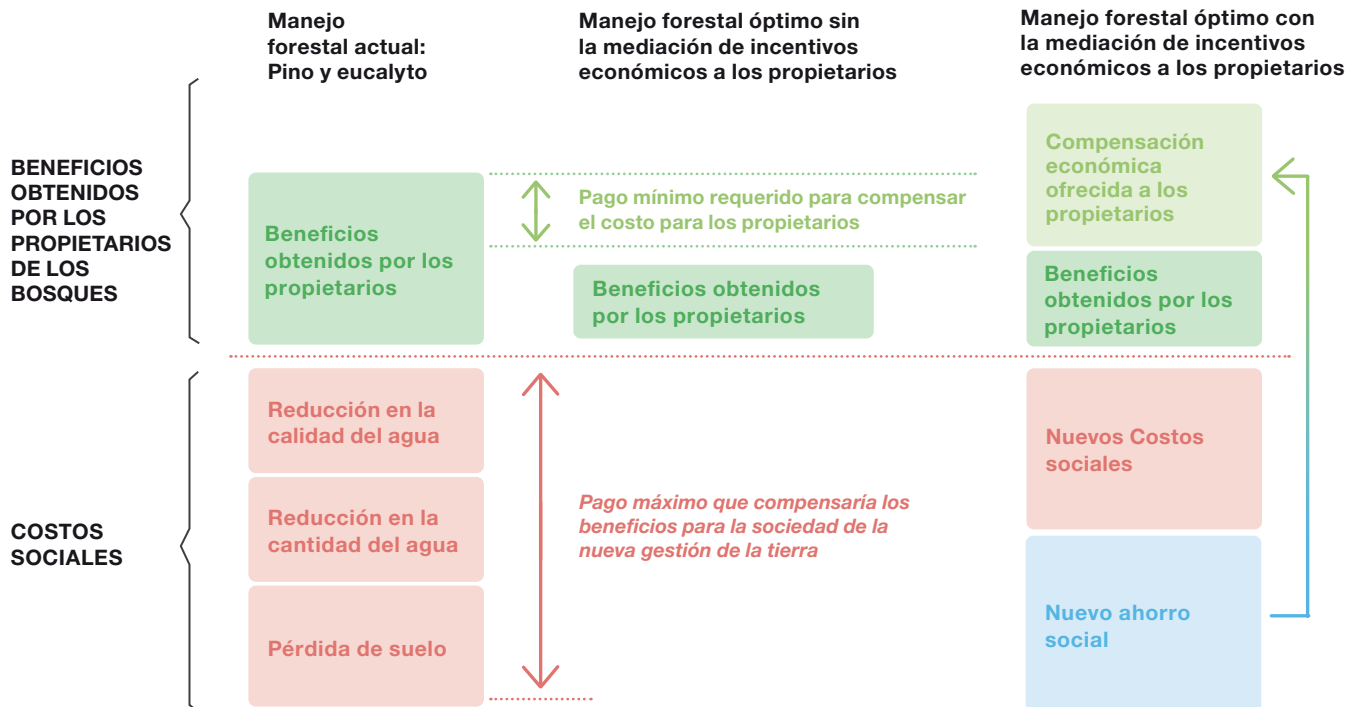 Manejo
forestal actual:
Pino y eucalyto
Manejo forestal óptimo sin
la mediación de incentivos
económicos a los propietarios
Manejo forestal óptimo con
la mediación de incentivos
económicos a los propietarios
BENEFICIOS
OBTENIDOS
POR LOS
PROPIETARIOS
DE LOS
BOSQUES
Beneficios
obtenidos por los
propietarios
Pago mínimo requerido para compensar
el costo para los propietarios
Beneficios obtenidos
por los propietarios
Compensación
económica
ofrecida a los
propietarios
Beneficios
obtenidos por los
propietarios
COSTOS
SOCIALES
Reducción en la
calidad del agua
Reducción en la
cantidad del agua
Pérdida de suelo
Pago máximo que compensaría los
beneficios para la sociedad de la
nueva gestión de la tierra
Nuevos Costos
sociales
Nuevo ahorro
social